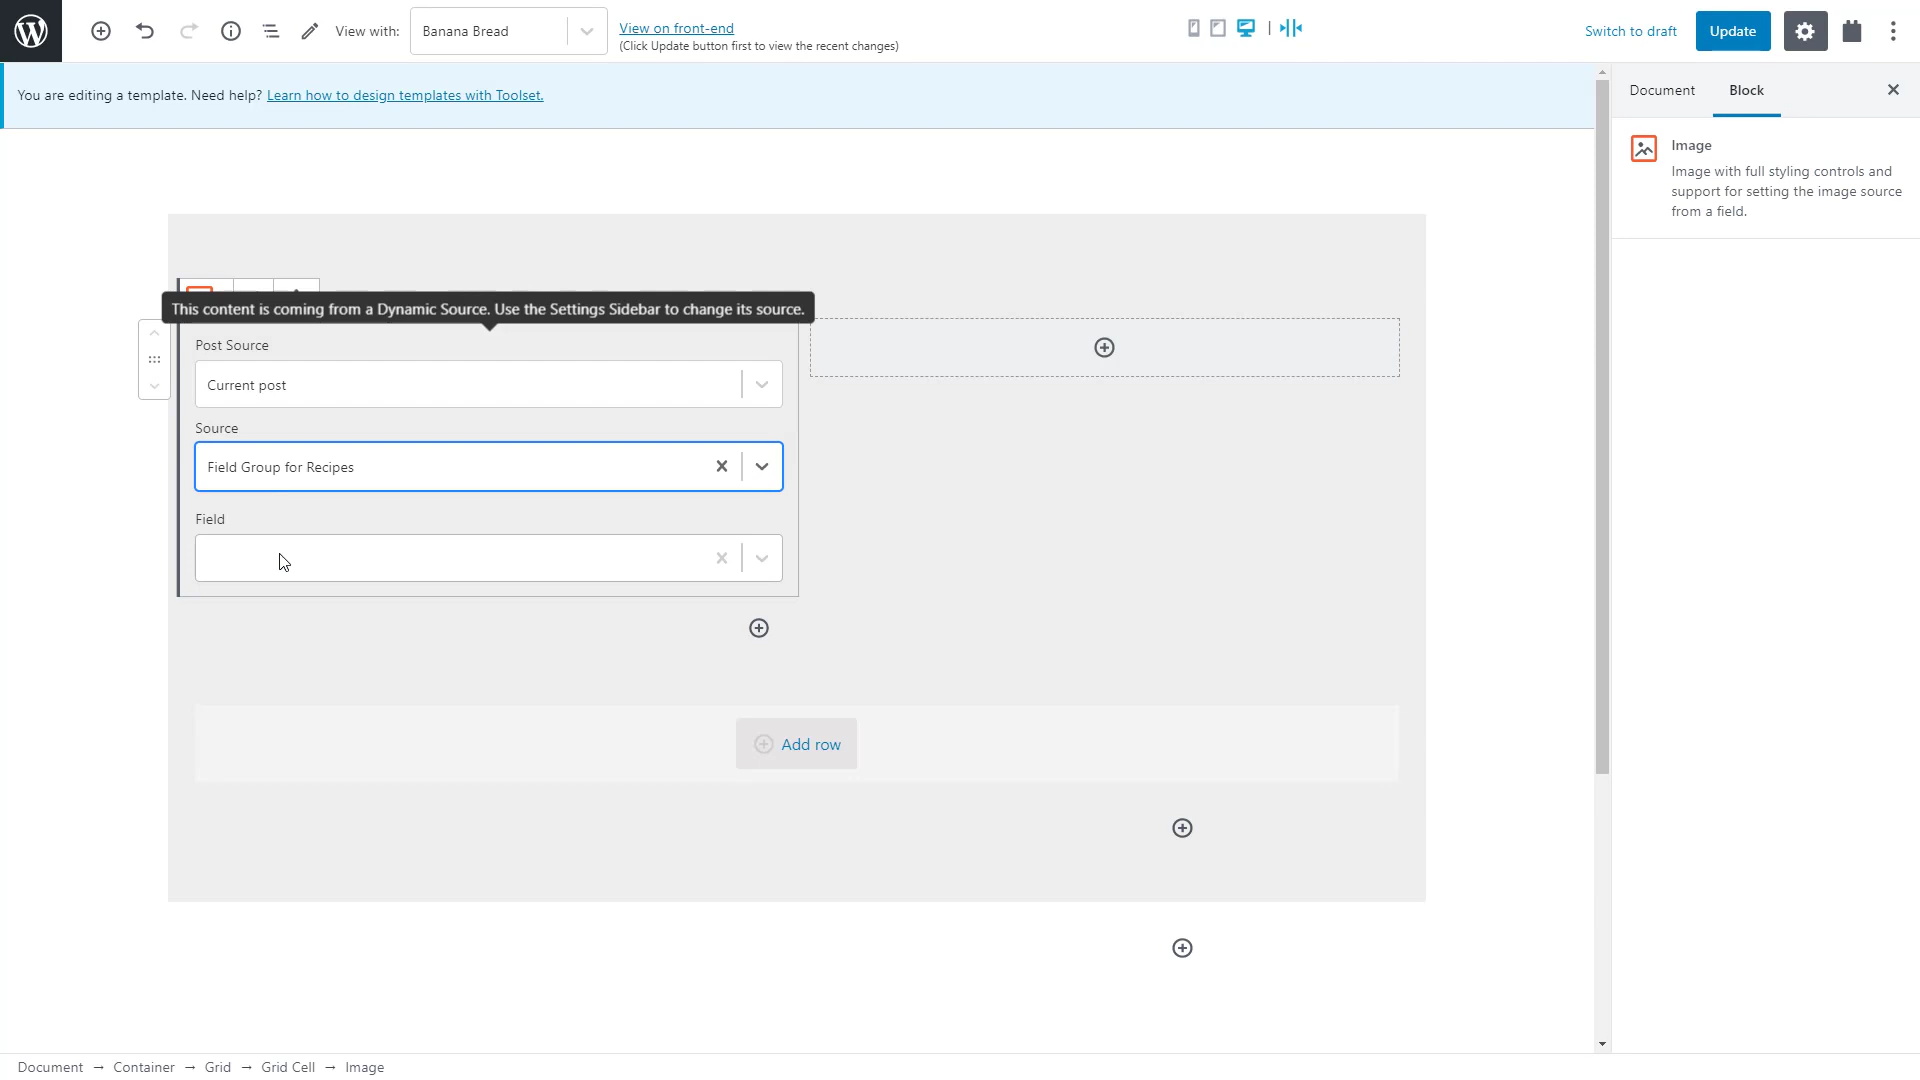 View with:
Banana Bread
View on front-end
(Click Update button first to view the recent changes)
Switch to draft
Update
You are editing a template. Need help? Learn how to design templates with Toolset.
Document
Block
Image
Image with full styling controls and
support for setting the image source
from a field.
This content is coming from a Dynamic Source. Use the Settings Sidebar to change its source.
Post Source
Current post
Source
Field Group for Recipes
Field
Add row
Document → Container → Grid → Grid Cell → Image